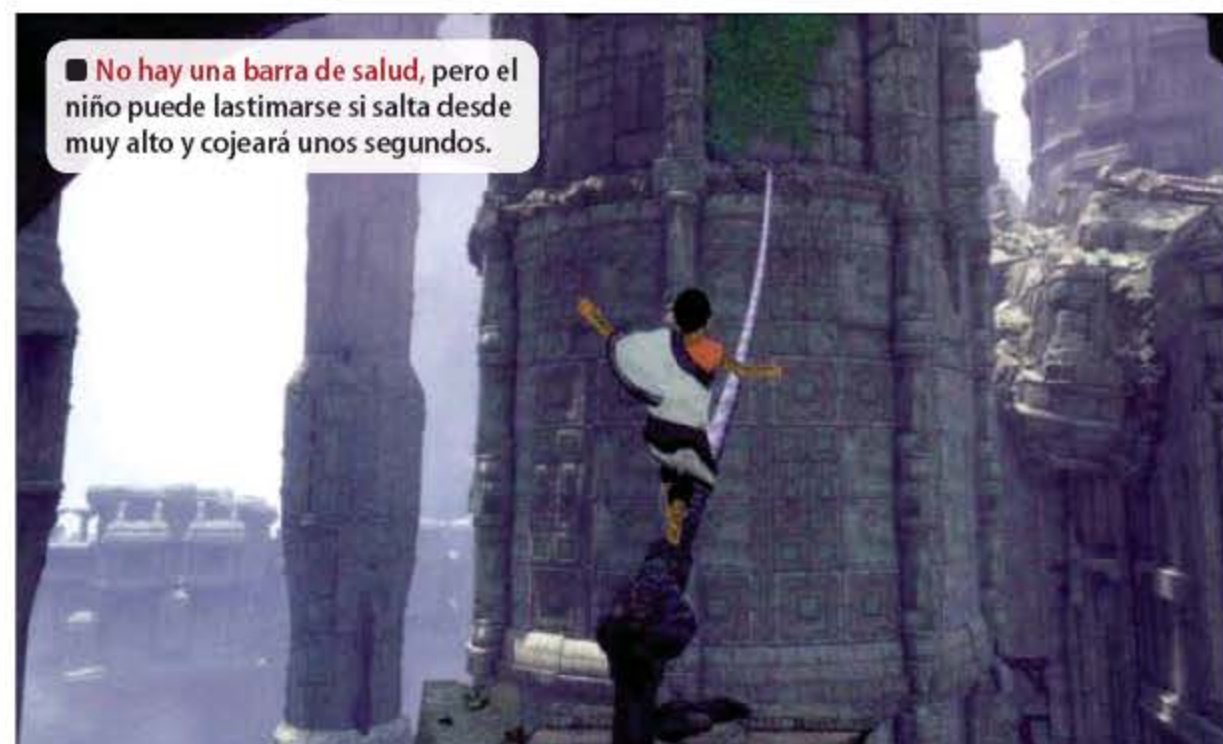 ■ No hay una barra de salud, pero el
niño puede lastimarse si salta desde
muy alto y cojeará unos segundos.